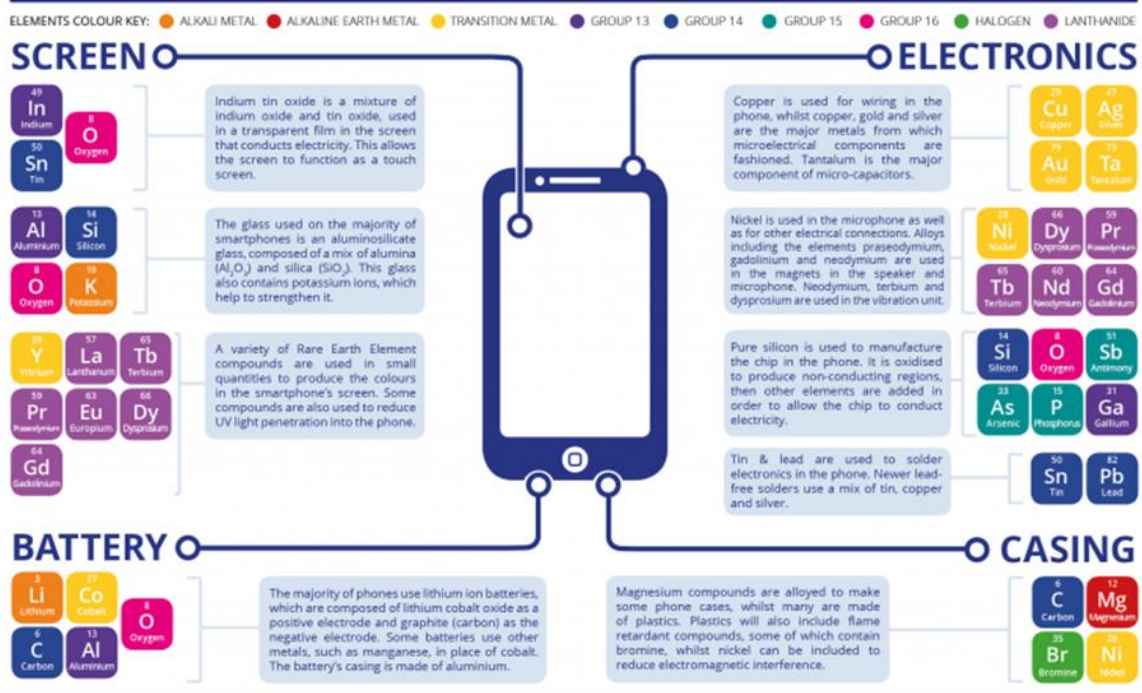 ELEMENTS COLOUR KEY: ALKALI METAL ALKALINE EARTH METAL TRANSITION METAL GROUP 13 GROUP 14 GROUP 15 GROUP 16 HALOGEN LANTHANIDE
SCREEN
49
In
Indium
8
O
Oxygen
50
Sn
Tin
Indium tin oxide is a mixture of
indium oxide and tin oxide, used
in a transparent film in the screen
that conducts electricity. This allows
the screen to function as a touch
screen.
13
Al
Aluminium
14
Si
Silicon
8
O
Oxygen
19
K
Potassium
The glass used on the majority of
smartphones is an aluminosilicate
glass, composed of a mix of alumina
(Al₂O₃) and silica (SiO₂). This glass
also contains potassium ions, which
help to strengthen it.
39
Y
Yttrium
57
La
Lanthanum
65
Tb
Terbium
59
Pr
Praseodymium
63
Eu
Europium
66
Dy
Dysprosium
64
Gd
Gadolinium
A variety of Rare Earth Element
compounds are used in small
quantities to produce the colours
in the smartphone's screen. Some
compounds are also used to reduce
UV light penetration into the phone.
ELECTRONICS
Copper is used for wiring in the
phone, whilst copper, gold and silver
are the major metals from which
microelectrical components are
fashioned. Tantalum is the major
component of micro-capacitors.
29
Cu
Copper
47
Ag
Silver
79
Au
Gold
73
Ta
Tantalum
Nickel is used in the microphone as well
as for other electrical connections. Alloys
including the elements praseodymium,
gadolinium and neodymium are used
in the magnets in the speaker and
microphone. Neodymium, terbium and
dysprosium are used in the vibration unit.
28
Ni
Nickel
66
Dy
Dysprosium
59
Pr
Praseodymium
65
Tb
Terbium
60
Nd
Neodymium
64
Gd
Gadolinium
Pure silicon is used to manufacture
the chip in the phone. It is oxidised
to produce non-conducting regions,
then other elements are added in
order to allow the chip to conduct
electricity.
14
Si
Silicon
8
O
Oxygen
51
Sb
Antimony
33
As
Arsenic
15
P
Phosphorus
31
Ga
Gallium
Tin & lead are used to solder
electronics in the phone. Newer lead-
free solders use a mix of tin, copper
and silver.
50
Sn
Tin
82
Pb
Lead
BATTERY
3
Li
Lithium
27
Co
Cobalt
8
O
Oxygen
6
C
Carbon
13
Al
Aluminium
The majority of phones use lithium ion batteries,
which are composed of lithium cobalt oxide as a
positive electrode and graphite (carbon) as the
negative electrode. Some batteries use other
metals, such as manganese, in place of cobalt.
The battery's casing is made of aluminium.
CASING
Magnesium compounds are alloyed to make
some phone cases, whilst many are made
of plastics. Plastics will also include flame
retardant compounds, some of which contain
bromine, whilst nickel can be included to
reduce electromagnetic interference.
6
C
Carbon
12
Mg
Magnesium
35
Br
Bromine
28
Ni
Nickel